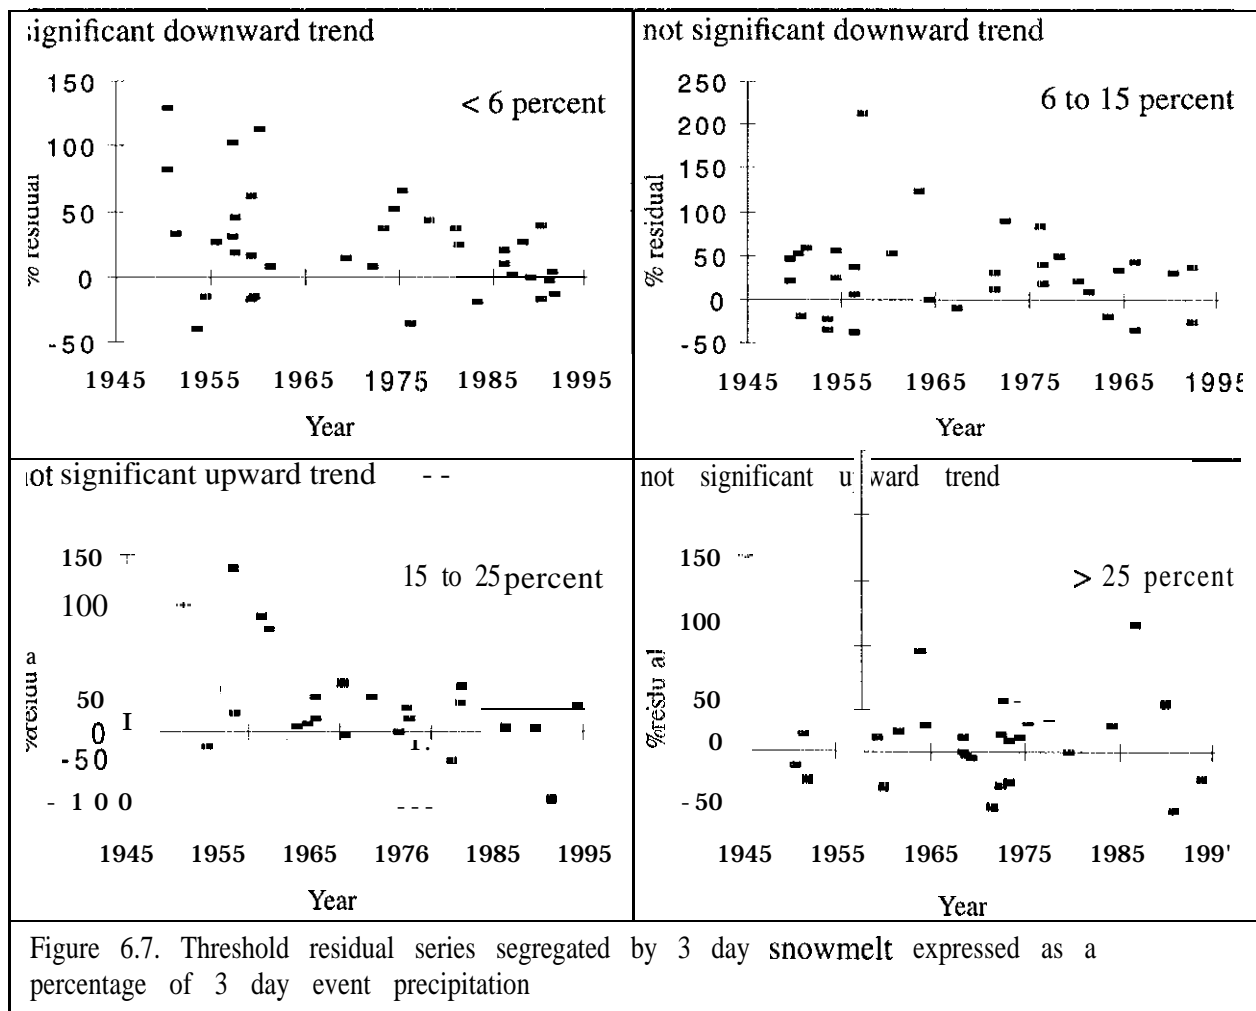 significant downward trend
< 6 percent
150
100
50
0
-50
% residual
1945 1955 1965 1975 1985 1995
Year
not significant downward trend
6 to 15 percent
250
200
150
100
50
0
-50
% residual
1945 1955 1965 1975 1965 1995
Year
not significant upward trend --
15 to 25 percent
150
100
50
0
-50
-100
%residu a
1945 1955 1965 1976 1985 1995
Year
not significant upward trend
> 25 percent
150
100
50
0
-50
%residu al
1945 1955 1965 1975 1985 199'
Year
Figure 6.7. Threshold residual series segregated by 3 day snowmelt expressed as a
percentage of 3 day event precipitation